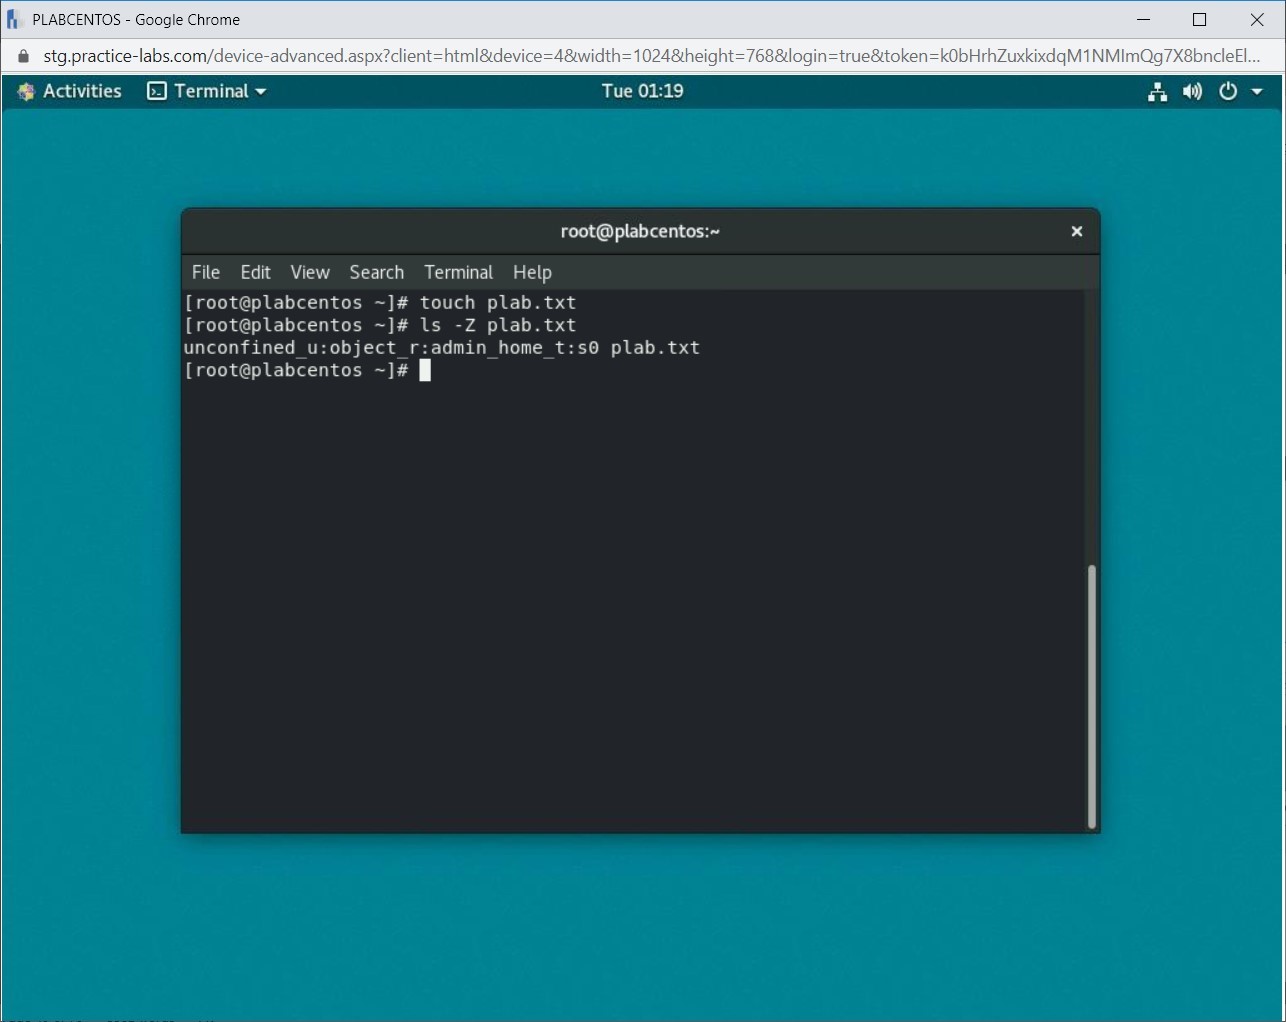 PLABCENTOS - Google Chrome
stg.practice-labs.com/device-advanced.aspx?client=html&device=4&width=1024&height=768&login=true&token=k0bHrhZuxkixdqM1NMImQg7X8bncleEl...
Activities Terminal Tue 01:19
root@plabcentos:~
File Edit View Search Terminal Help
[root@plabcentos ~]# touch plab.txt
[root@plabcentos ~]# ls -Z plab.txt
unconfined_u:object_r:admin_home_t:s0 plab.txt
[root@plabcentos ~]#